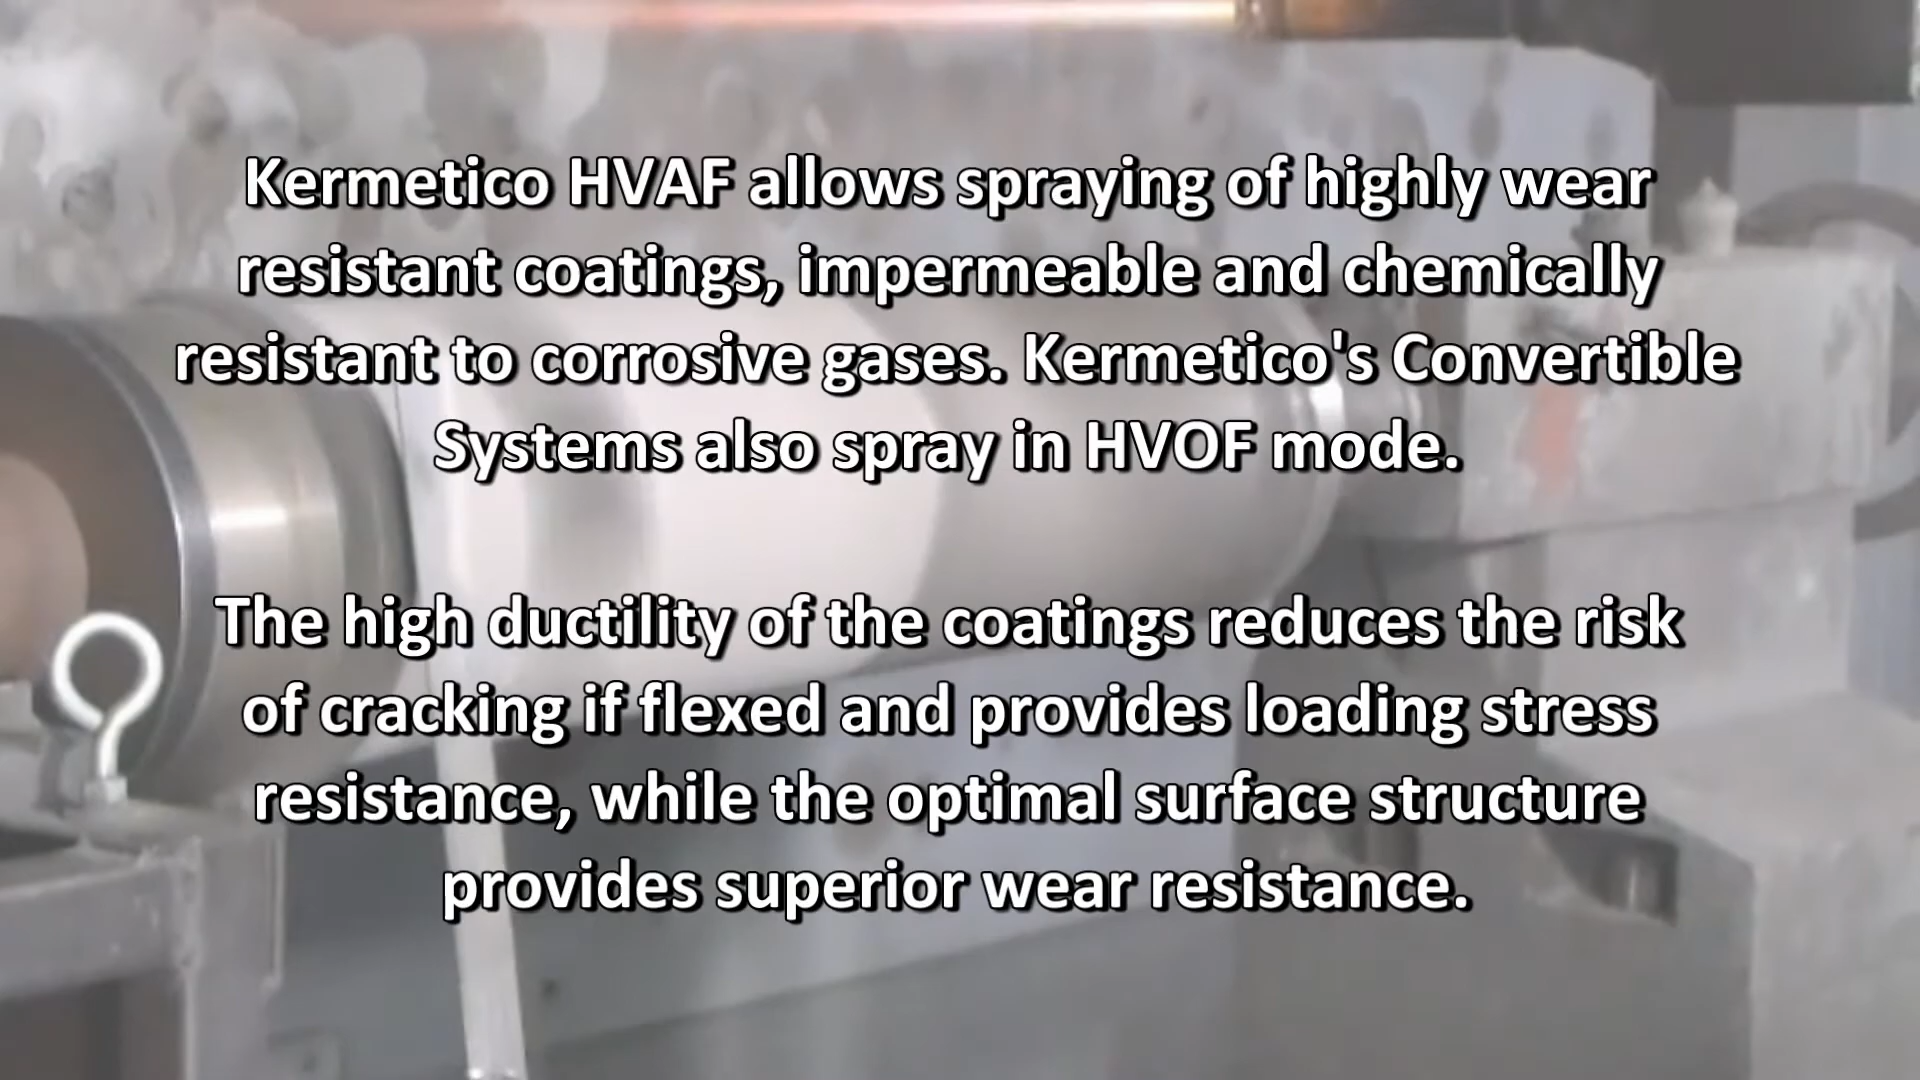 Kermetico HVAF allows spraying of highly wear
resistant coatings, impermeable and chemically
resistant to corrosive gases. Kermetico's Convertible
Systems also spray in HVOF mode.
The high ductility of the coatings reduces the risk
of cracking if flexed and provides loading stress
resistance, while the optimal surface structure
provides superior wear resistance.